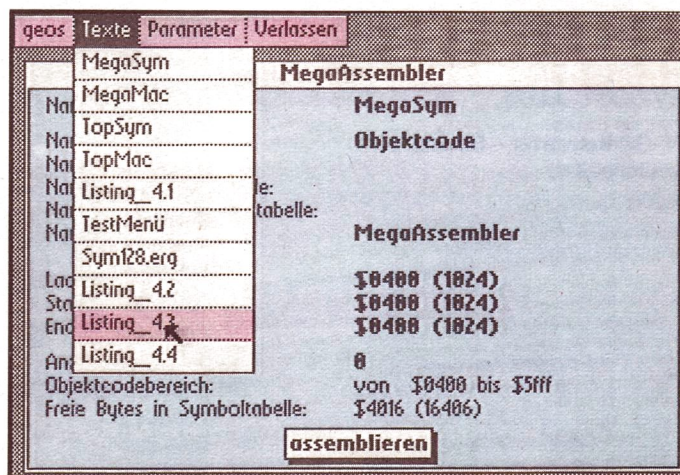 geos Texte Parameter Verlassen
MegaAssembler
MegaSym
MegaMac
TopSym
TopMac
Listing_4.1
TestMenü
Sym128.erg
Listing_4.2
Listing_4.3
Listing_4.4
MegaSym
Objektcode
le:
tabelle:
MegaAssembler
$0400 (1024)
$0400 (1024)
$0400 (1024)
0
Objektcodebereich: von $0400 bis $5fff
Freie Bytes in Symboltabelle: $4016 (16406)
assemblieren